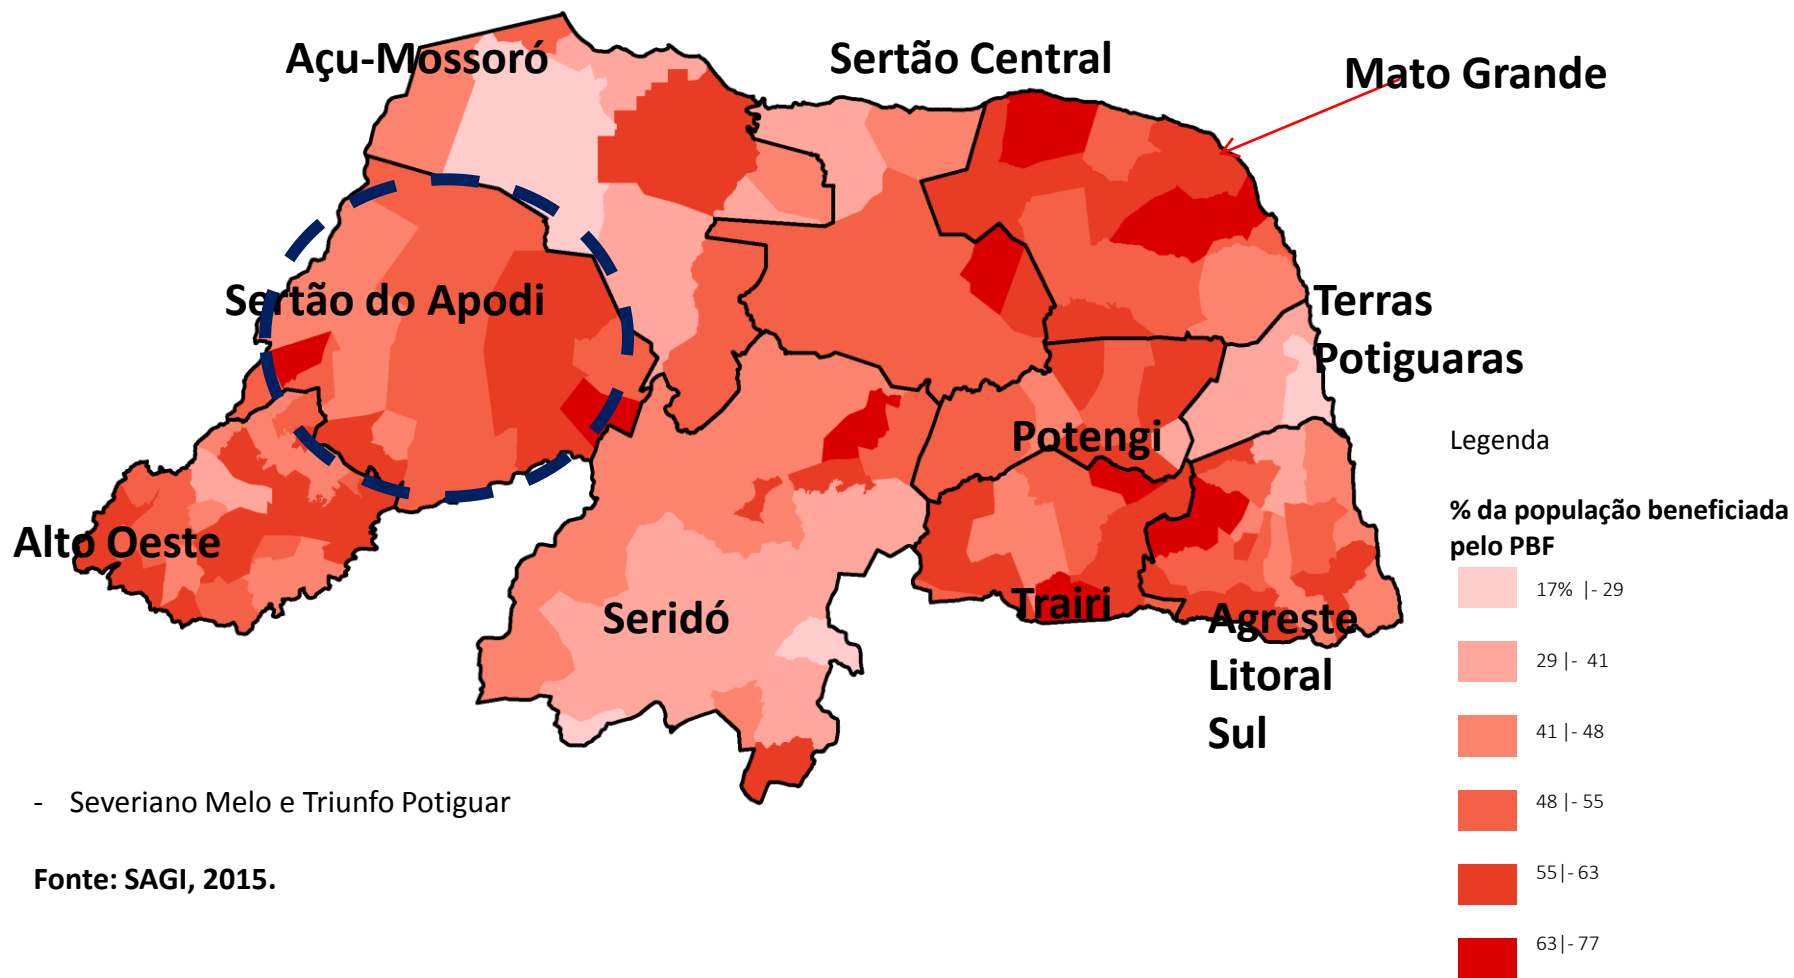 Açu-Mossoró
Sertão Central
Mato Grande
Sertão do Apodi
Terras
Potiguaras
Potengi
Alto Oeste
Seridó
Trairi
Agreste
Litoral
Sul
Legenda
% da população beneficiada
pelo PBF
17% |- 29
29 |- 41
41 |- 48
48 |- 55
55|- 63
63|- 77
- Severiano Melo e Triunfo Potiguar
Fonte: SAGI, 2015.